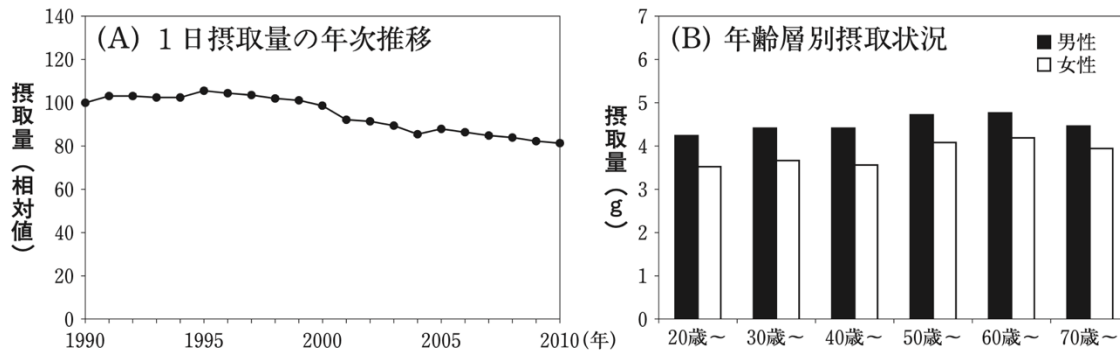 (A) 1日摂取量の年次推移
摂取量(相対値)
140
120
100
80
60
40
20
0
1990
1995
2000
2005
2010(年)
(B) 年齢層別摂取状況
男性
女性
摂取量(g)
7
6
5
4
3
2
1
0
20歳～
30歳～
40歳～
50歳～
60歳～
70歳～